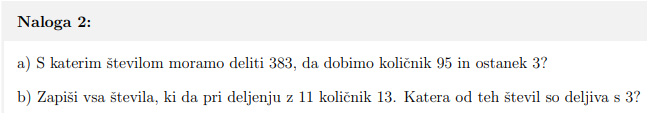 Naloga 2:
a) S katerim številom moramo deliti 383, da dobimo količnik 95 in ostanek 3?
b) Zapiši vsa števila, ki da pri deljenju z 11 količnik 13. Katera od teh števil so deljiva s 3?